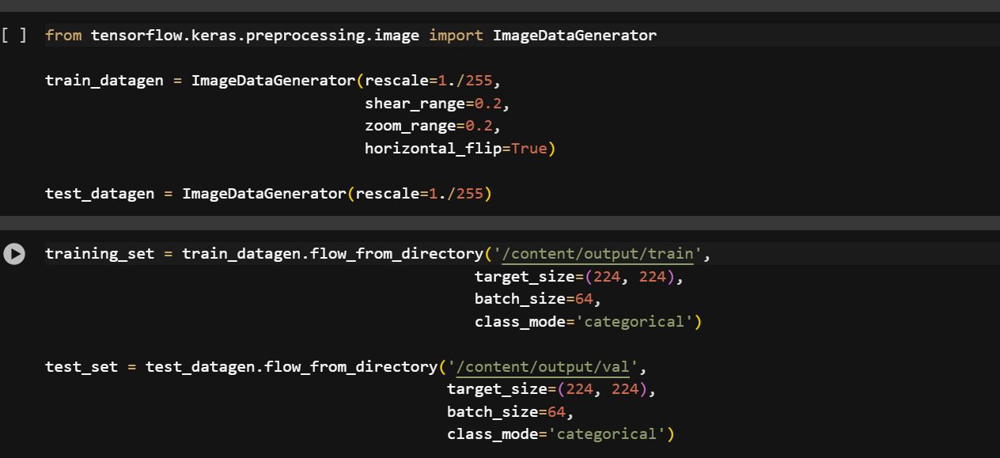 [ ] from tensorflow.keras.preprocessing.image import ImageDataGenerator
train_datagen = ImageDataGenerator(rescale=1./255,
shear_range=0.2,
zoom_range=0.2,
horizontal_flip=True)
test_datagen = ImageDataGenerator(rescale=1./255)
training_set = train_datagen.flow_from_directory('/content/output/train',
target_size=(224, 224),
batch_size=64,
class_mode='categorical')
test_set = test_datagen.flow_from_directory('/content/output/val',
target_size=(224, 224),
batch_size=64,
class_mode='categorical')